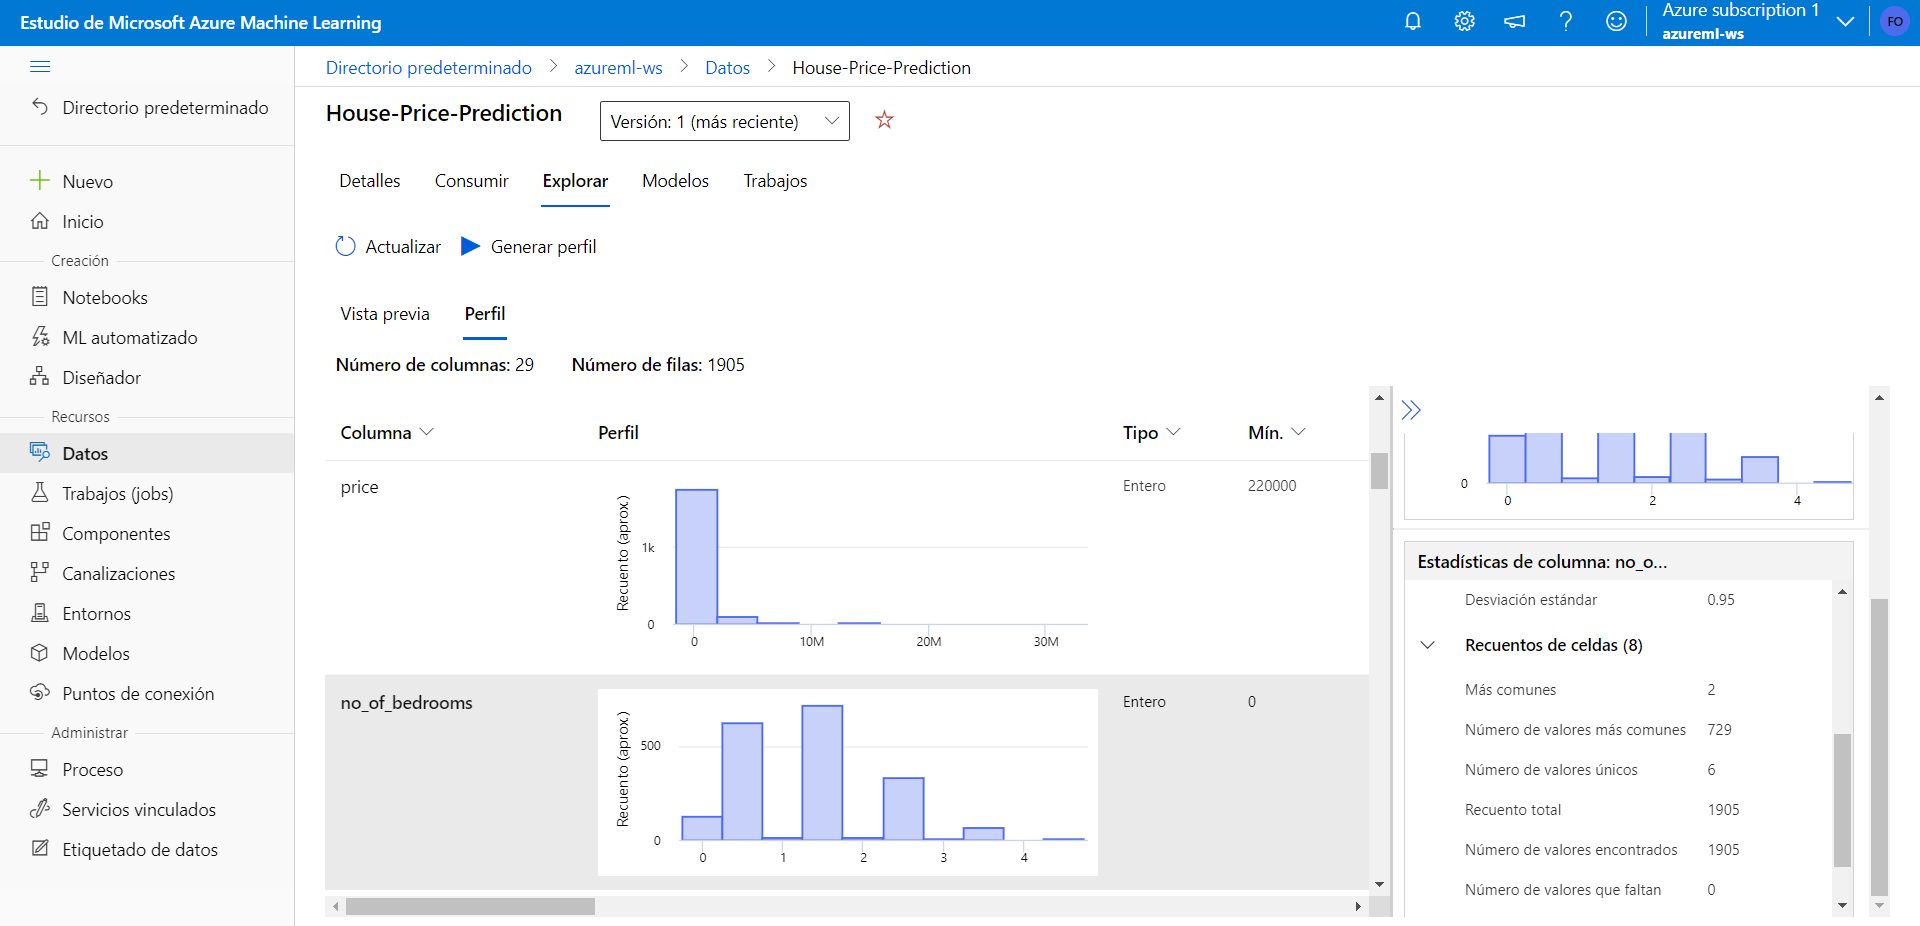 Estudio de Microsoft Azure Machine Learning
Azure subscription 1
azureml-ws
FO
Directorio predeterminado
Nuevo
Inicio
Creación
Notebooks
ML automatizado
Diseñador
Recursos
Datos
Trabajos (jobs)
Componentes
Canalizaciones
Entornos
Modelos
Puntos de conexión
Administrar
Proceso
Servicios vinculados
Etiquetado de datos
Directorio predeterminado > azureml-ws > Datos > House-Price-Prediction
House-Price-Prediction
Versión: 1 (más reciente)
Detalles Consumir Explorar Modelos Trabajos
Actualizar Generar perfil
Vista previa Perfil
Número de columnas: 29 Número de filas: 1905
Columna Perfil Tipo Mín.
price Entero 220000
Recuento (aprox.)
1k
0
0 10M 20M 30M
no_of_bedrooms Entero 0
Recuento (aprox.)
500
0
0 1 2 3 4
0
0 2 4
Estadísticas de columna: no_o...
Desviación estándar 0.95
Recuentos de celdas (8)
Más comunes 2
Número de valores más comunes 729
Número de valores únicos 6
Recuento total 1905
Número de valores encontrados 1905
Número de valores que faltan 0